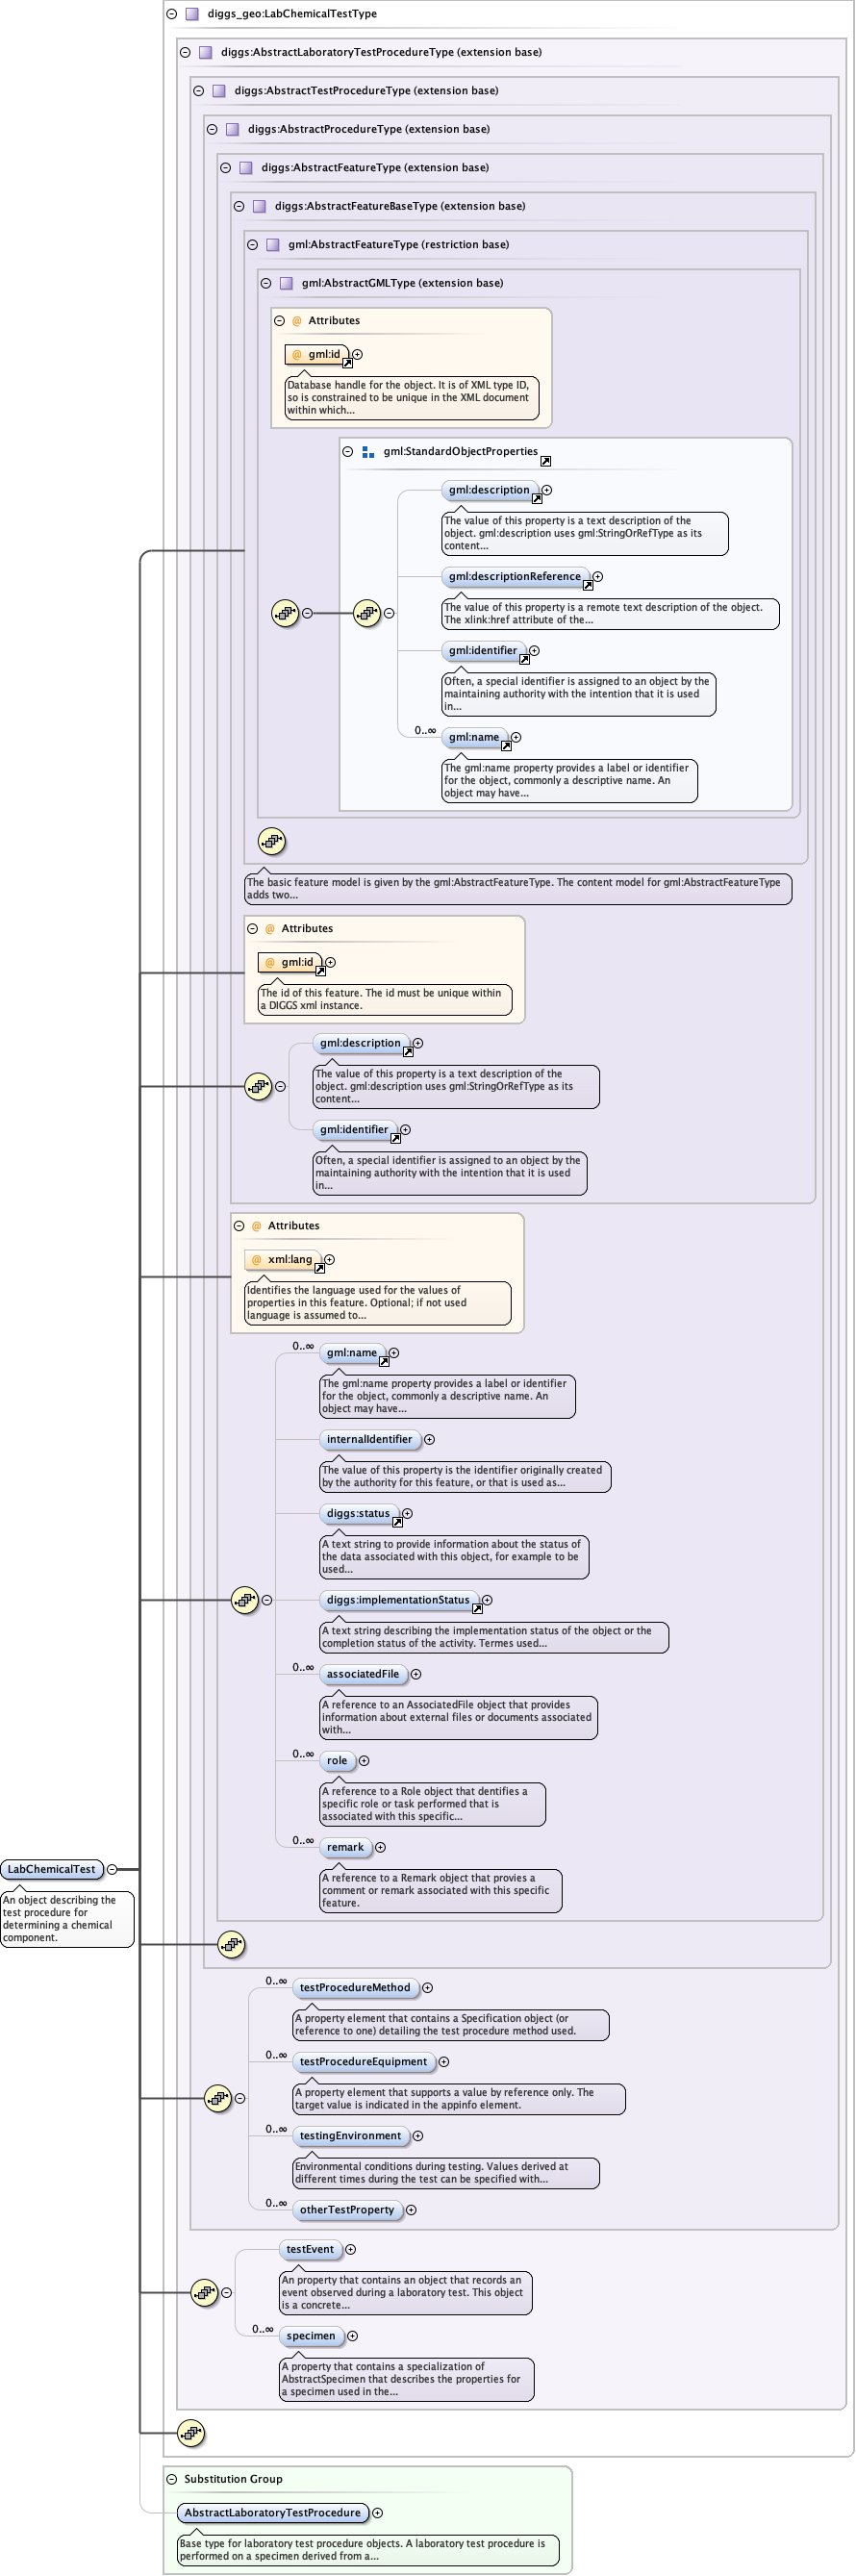 diggs_geo:LabChemicalTestType
diggs:AbstractLaboratoryTestProcedureType (extension base)
diggs:AbstractTestProcedureType (extension base)
diggs:AbstractProcedureType (extension base)
diggs:AbstractFeatureType (extension base)
diggs:AbstractFeatureBaseType (extension base)
gml:AbstractFeatureType (restriction base)
gml:AbstractGMLType (extension base)
@ Attributes
@ gml:id
Database handle for the object. It is of XML type ID,
so is constrained to be unique in the XML document
within which...
gml:StandardObjectProperties
gml:description
The value of this property is a text description of the
object. gml:description uses gml:StringOrRefType as its
content...
gml:descriptionReference
The value of this property is a remote text description of the object.
The xlink:href attribute of the...
gml:identifier
Often, a special identifier is assigned to an object by the
maintaining authority with the intention that it is used
in...
0..∞ gml:name
The gml:name property provides a label or identifier
for the object, commonly a descriptive name. An
object may have...
The basic feature model is given by the gml:AbstractFeatureType. The content model for gml:AbstractFeatureType
adds two...
@ Attributes
@ gml:id
The id of this feature. The id must be unique within
a DIGGS xml instance.
gml:description
The value of this property is a text description of the
object. gml:description uses gml:StringOrRefType as its
content...
gml:identifier
Often, a special identifier is assigned to an object by the
maintaining authority with the intention that it is used
in...
@ Attributes
@ xml:lang
Identifies the language used for the values of
properties in this feature. Optional; if not used
language is assumed to...
0..∞ gml:name
The gml:name property provides a label or identifier
for the object, commonly a descriptive name. An
object may have...
internalIdentifier
The value of this property is the identifier originally created
by the authority for this feature, or that is used as...
diggs:status
A text string to provide information about the status of
the data associated with this object, for example to be
used...
diggs:implementationStatus
A text string describing the implementation status of the object or the
completion status of the activity. Termes used...
0..∞ associatedFile
A reference to an AssociatedFile object that provides
information about external files or documents associated
with...
0..∞ role
A reference to a Role object that dentifies a
specific role or task performed that is
associated with this specific...
0..∞ remark
A reference to a Remark object that provies a
comment or remark associated with this specific
feature.
LabChemicalTest
An object describing the
test procedure for
determining a chemical
component.
0..∞ testProcedureMethod
A property element that contains a Specification object (or
reference to one) detailing the test procedure method used.
0..∞ testProcedureEquipment
A property element that supports a value by reference only. The
target value is indicated in the appinfo element.
0..∞ testingEnvironment
Environmental conditions during testing. Values derived at
different times during the test can be specified with...
0..∞ otherTestProperty
testEvent
An property that contains an object that records an
event observed during a laboratory test. This object
is a concrete...
0..∞ specimen
A property that contains a specialization of
AbstractSpecimen that describes the properties for
a specimen used in the...
Substitution Group
AbstractLaboratoryTestProcedure
Base type for laboratory test procedure objects. A laboratory test procedure is
performed on a specimen derived from a...